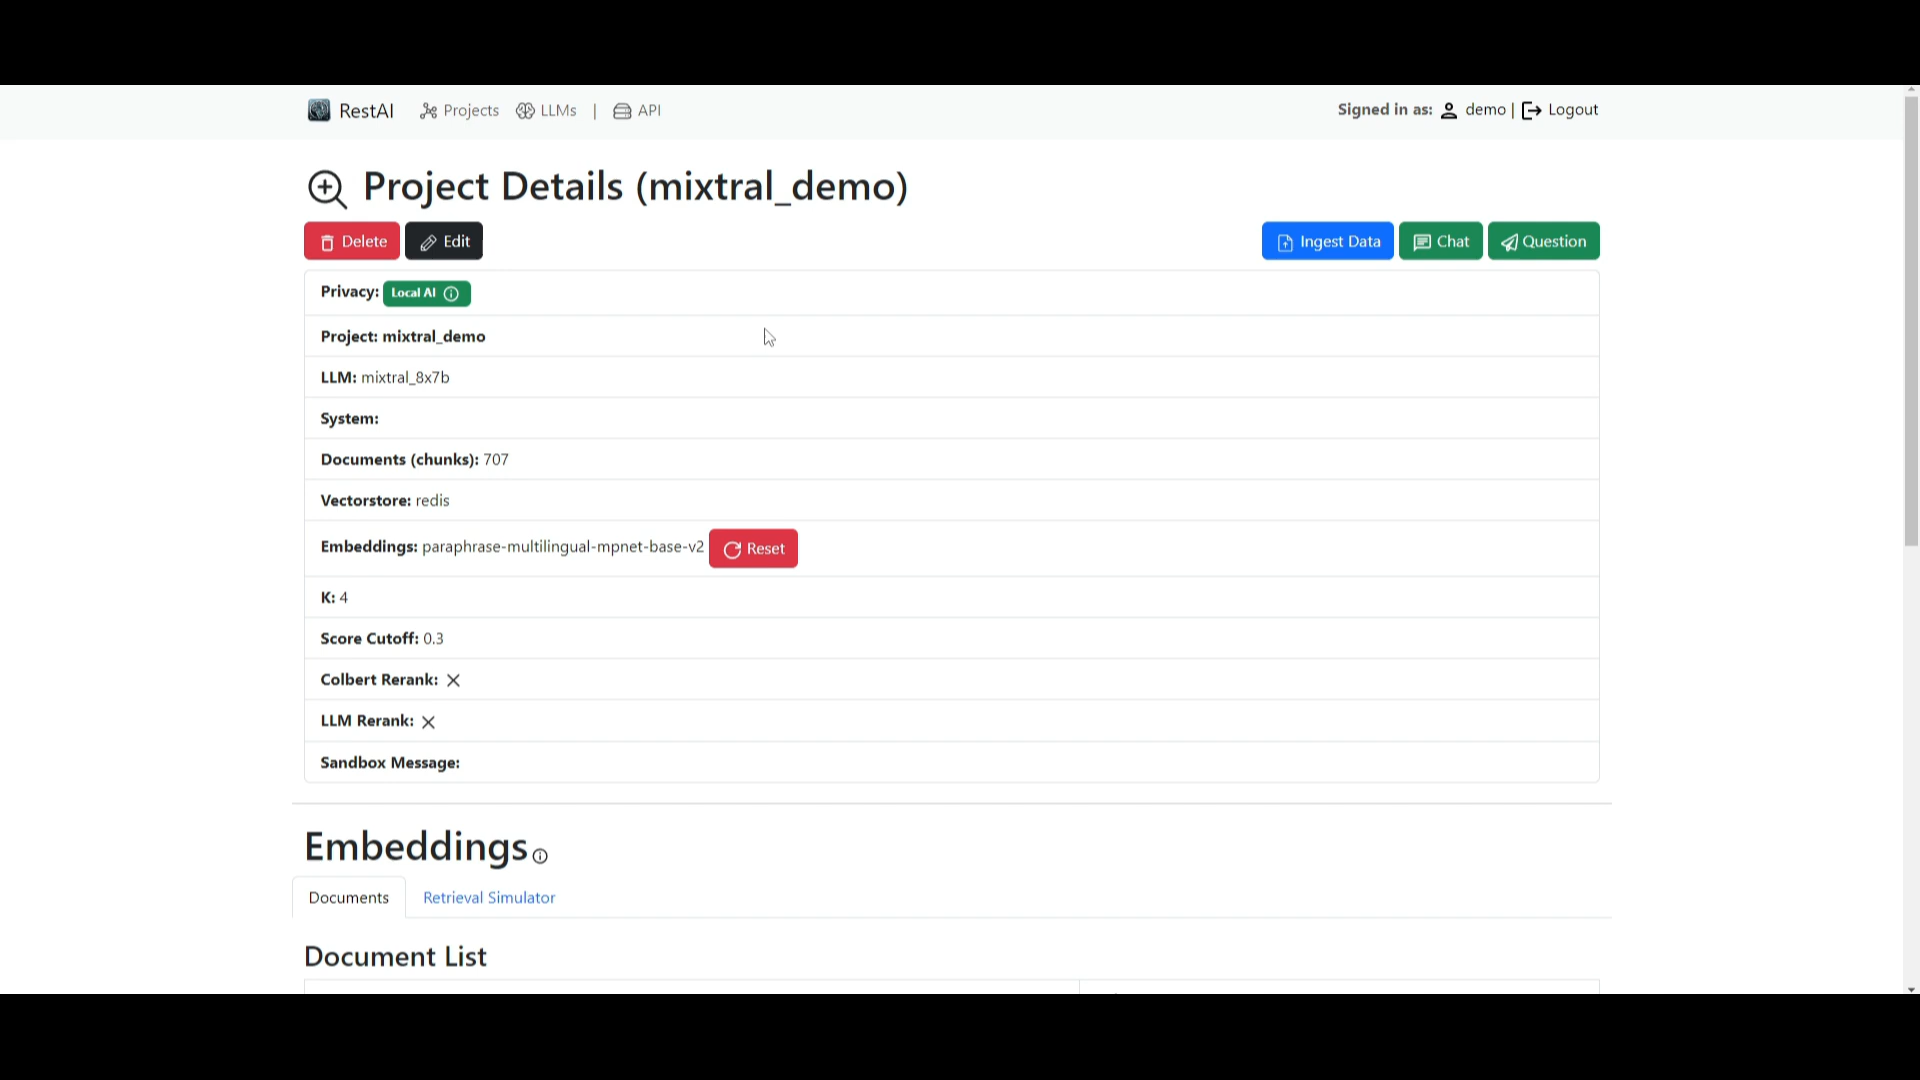 RestAI Projects LLMs | API Signed in as: demo | Logout
Project Details (mixtral_demo)
Delete Edit Ingest Data Chat Question
Privacy: Local AI
Project: mixtral_demo
LLM: mixtral_8x7b
System:
Documents (chunks): 707
Vectorstore: redis
Embeddings: paraphrase-multilingual-mpnet-base-v2 Reset
K: 4
Score Cutoff: 0.3
Colbert Rerank:
LLM Rerank:
Sandbox Message:
Embeddings
Documents Retrieval Simulator
Document List